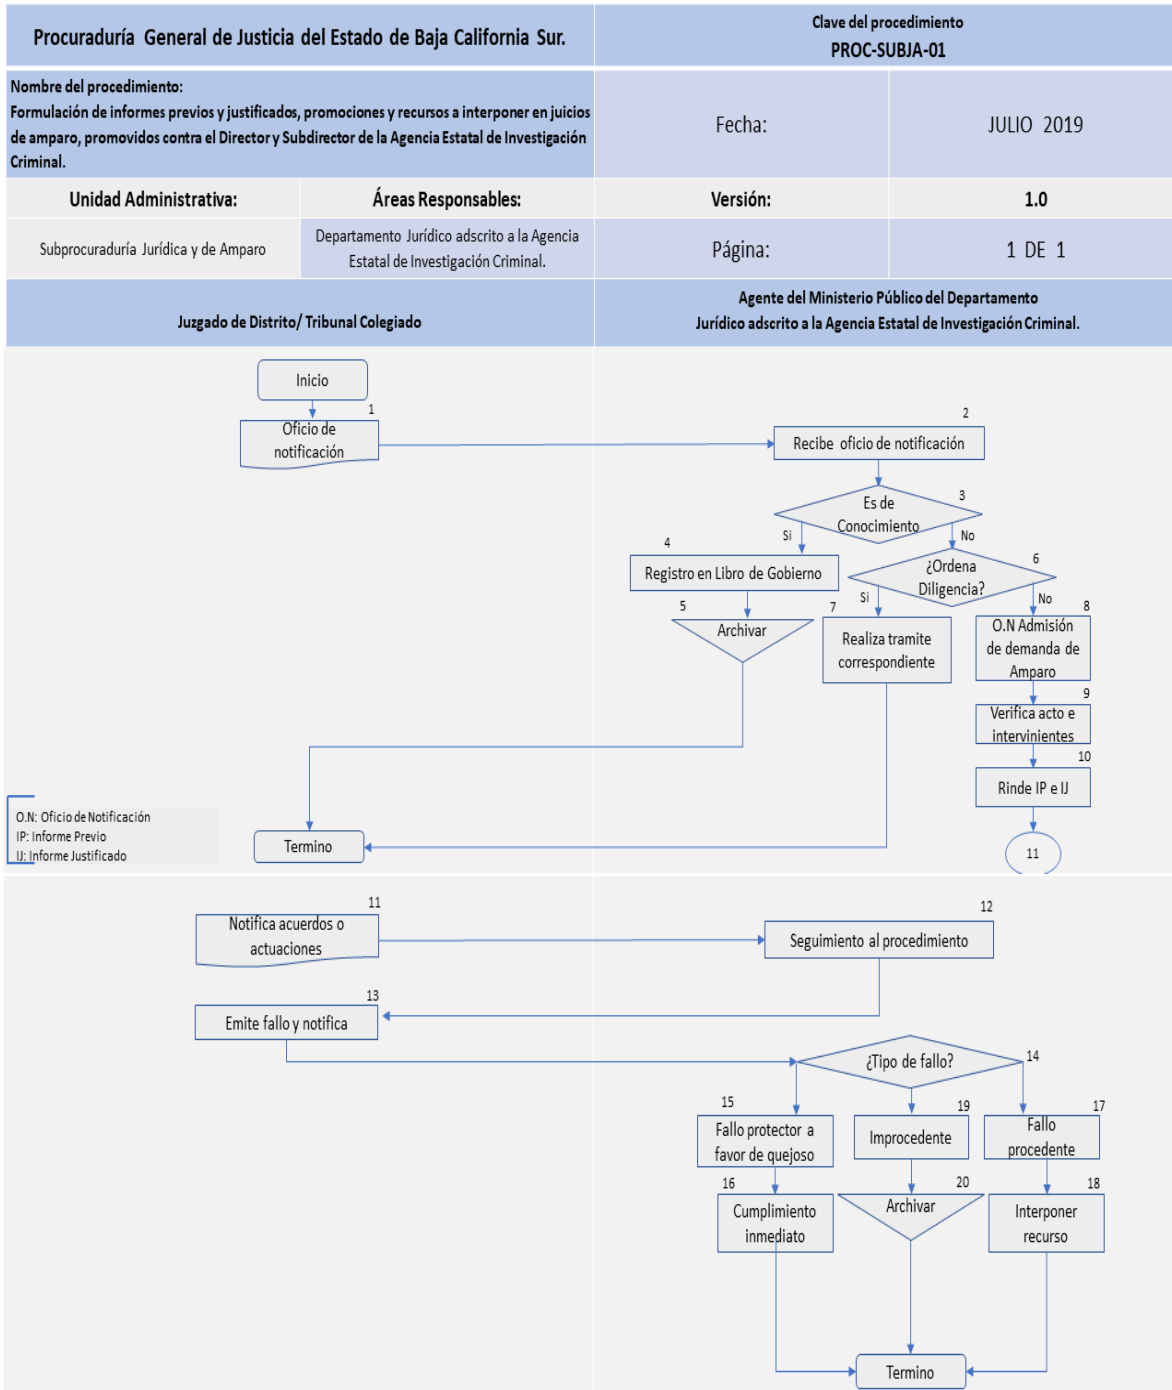 Procuraduría General de Justicia del Estado de Baja California Sur.
Clave del procedimiento
PROC-SUBJA-01
Nombre del procedimiento:
Formulación de informes previos y justificados, promociones y recursos a interponer en juicios
de amparo, promovidos contra el Director y Subdirector de la Agencia Estatal de Investigación
Criminal.
Fecha:
JULIO 2019
Unidad Administrativa:
Áreas Responsables:
Versión:
1.0
Subprocuraduría Jurídica y de Amparo
Departamento Jurídico adscrito a la Agencia
Estatal de Investigación Criminal.
Página:
1 DE 1
Juzgado de Distrito/ Tribunal Colegiado
Agente del Ministerio Público del Departamento
Jurídico adscrito a la Agencia Estatal de Investigación Criminal.
Inicio
1
Oficio de
notificación
2
Recibe oficio de notificación
3
Es de
Conocimiento
Si
No
4
Registro en Libro de Gobierno
6
¿Ordena
Diligencia?
Si
No
5
Archivar
7
Realiza tramite
correspondiente
8
O.N Admisión
de demanda de
Amparo
9
Verifica acto e
intervinientes
10
Rinde IP e IJ
11
O.N: Oficio de Notificación
IP: Informe Previo
IJ: Informe Justificado
Termino
11
Notifica acuerdos o
actuaciones
12
Seguimiento al procedimiento
13
Emite fallo y notifica
14
¿Tipo de fallo?
15
Fallo protector a
favor de quejoso
19
Improcedente
17
Fallo
procedente
16
Cumplimiento
inmediato
20
Archivar
18
Interponer
recurso
Termino